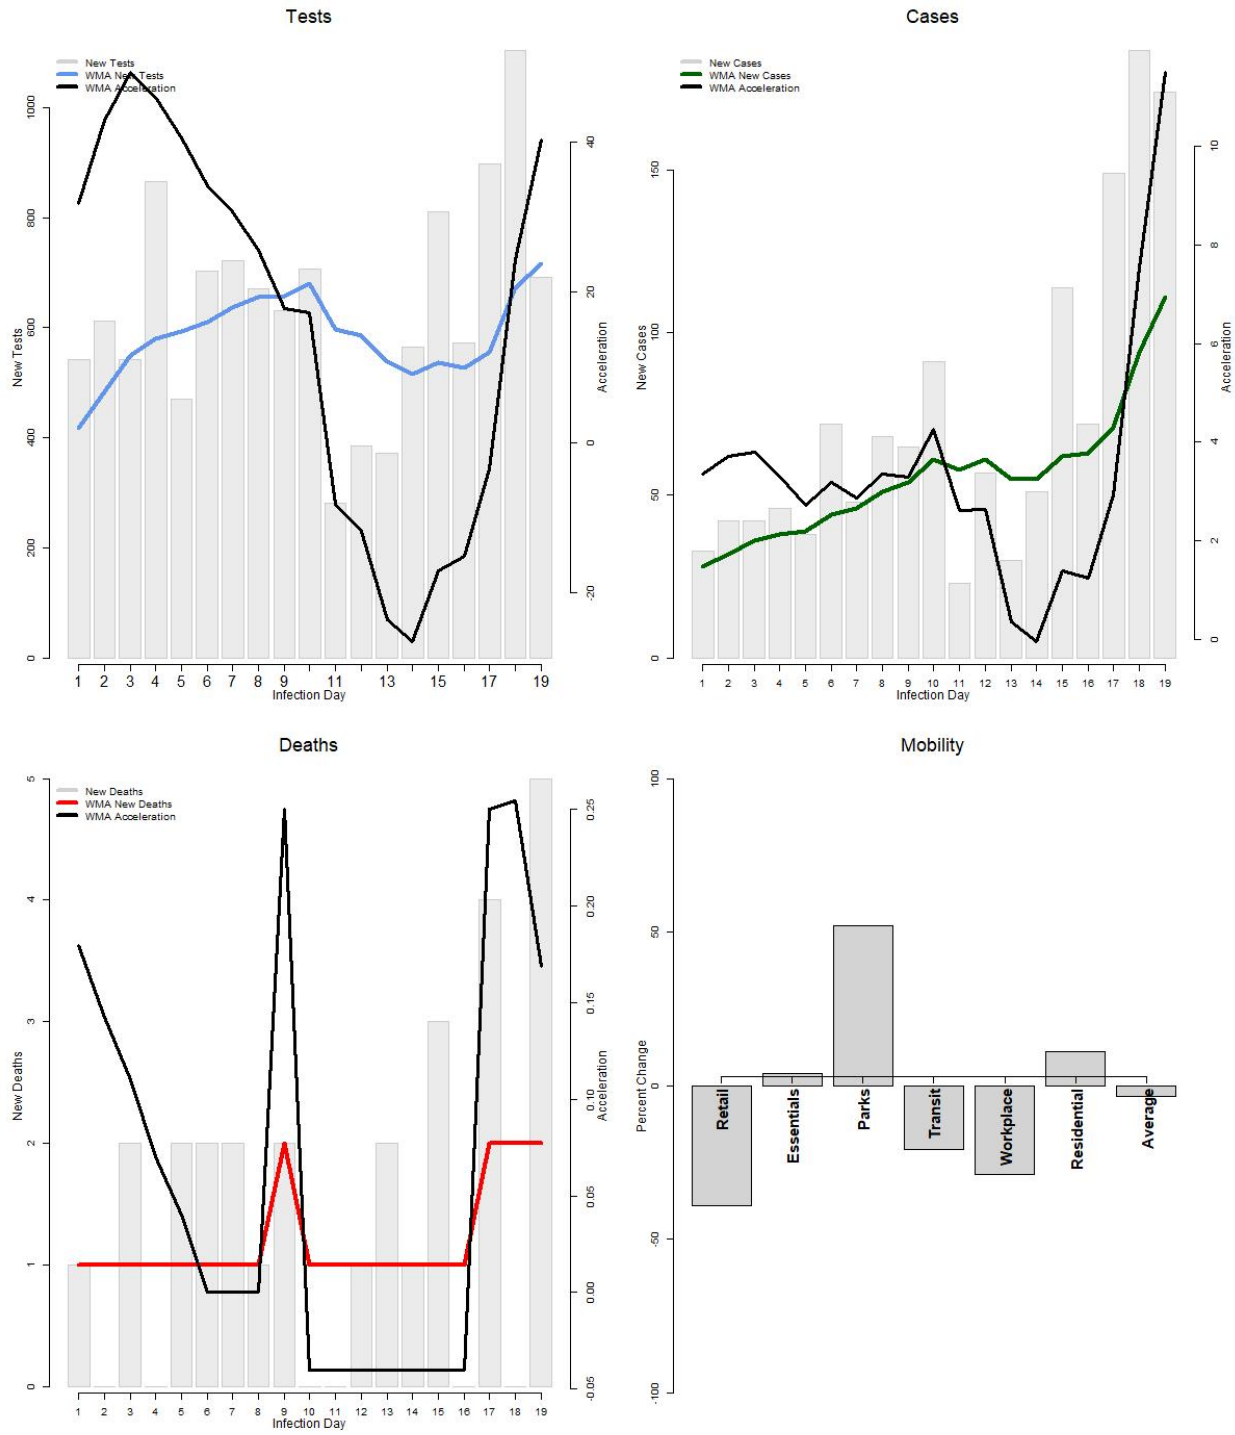 Tests
New Tests
WMA New Tests
WMA Acceleration
New Tests
0
200
400
600
800
1000
Acceleration
-20
0
20
40
1 2 3 4 5 6 7 8 9 10 11 13 15 17 19
Infection Day
Cases
New Cases
WMA New Cases
WMA Acceleration
New Cases
0
50
100
150
Acceleration
0
2
4
6
8
10
1 2 3 4 5 6 7 8 9 10 11 12 13 14 15 16 17 18 19
Infection Day
Deaths
New Deaths
WMA New Deaths
WMA Acceleration
New Deaths
0
1
2
3
4
5
Acceleration
-0.05
0.00
0.05
0.10
0.15
0.20
0.25
1 2 3 4 5 6 7 8 9 10 11 12 13 14 15 16 17 18 19
Infection Day
Mobility
Percent Change
-100
-50
0
50
100
Retail
Essentials
Parks
Transit
Workplace
Residential
Average